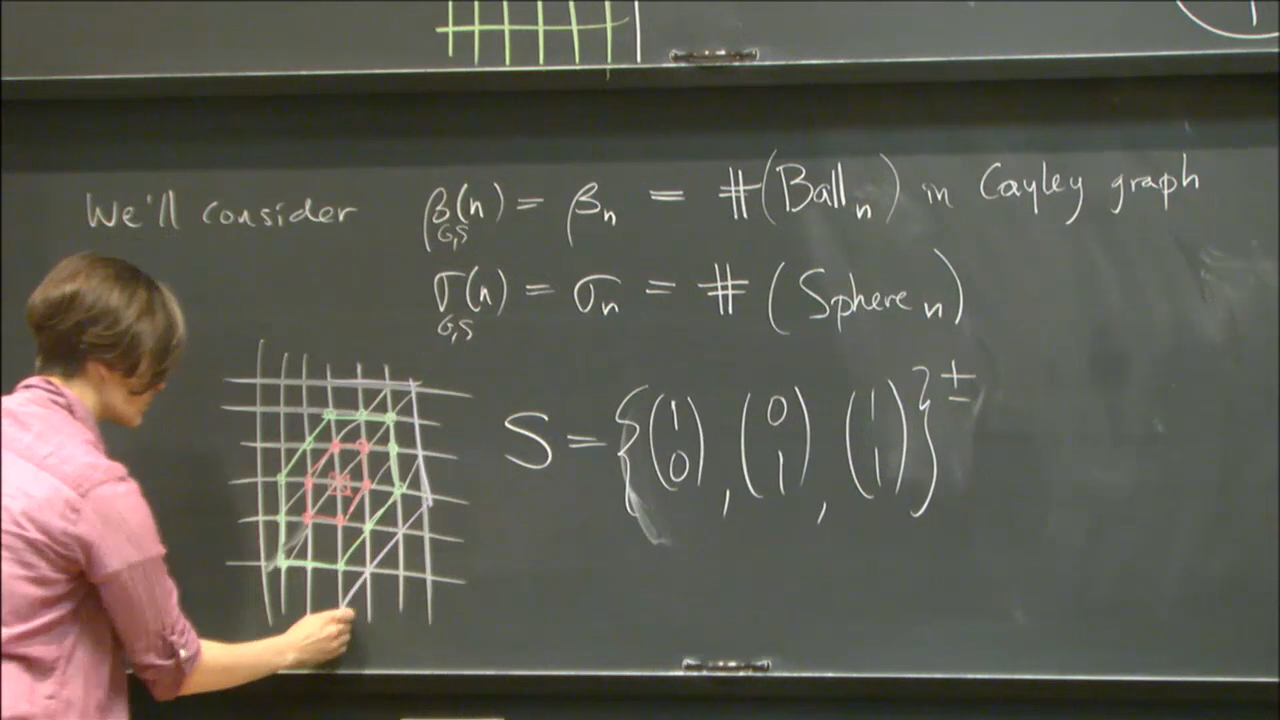 We'll consider β_{G,S}(n) = β_n = #(Ball_n) in Cayley graph
σ_{G,S}(n) = σ_n = #(Sphere_n)
S = {(1 0), (0 1), (1 1)}^±